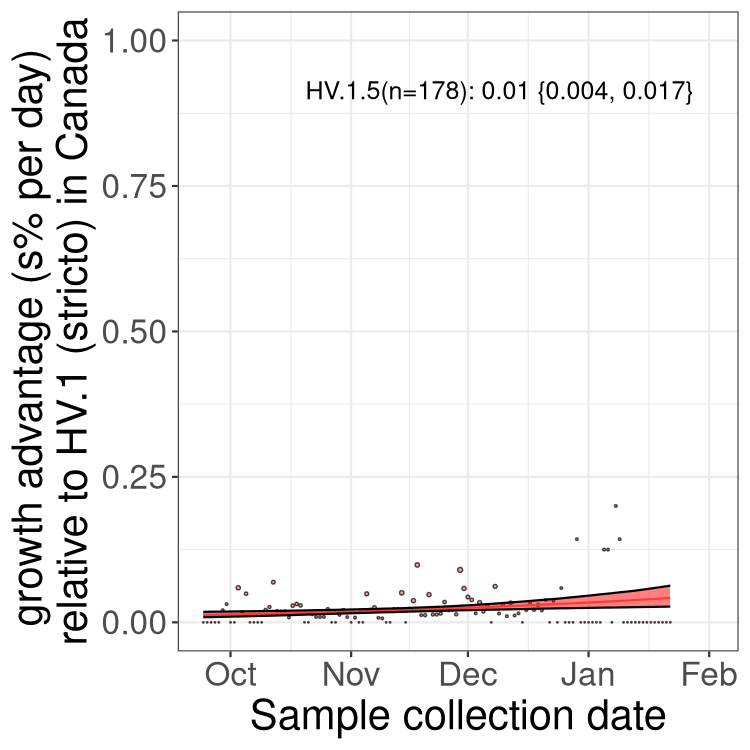 growth advantage (s% per day)
relative to HV.1 (stricto) in Canada
1.00
0.75
0.50
0.25
0.00
HV.1.5(n=178): 0.01 {0.004, 0.017}
Oct Nov Dec Jan Feb
Sample collection date